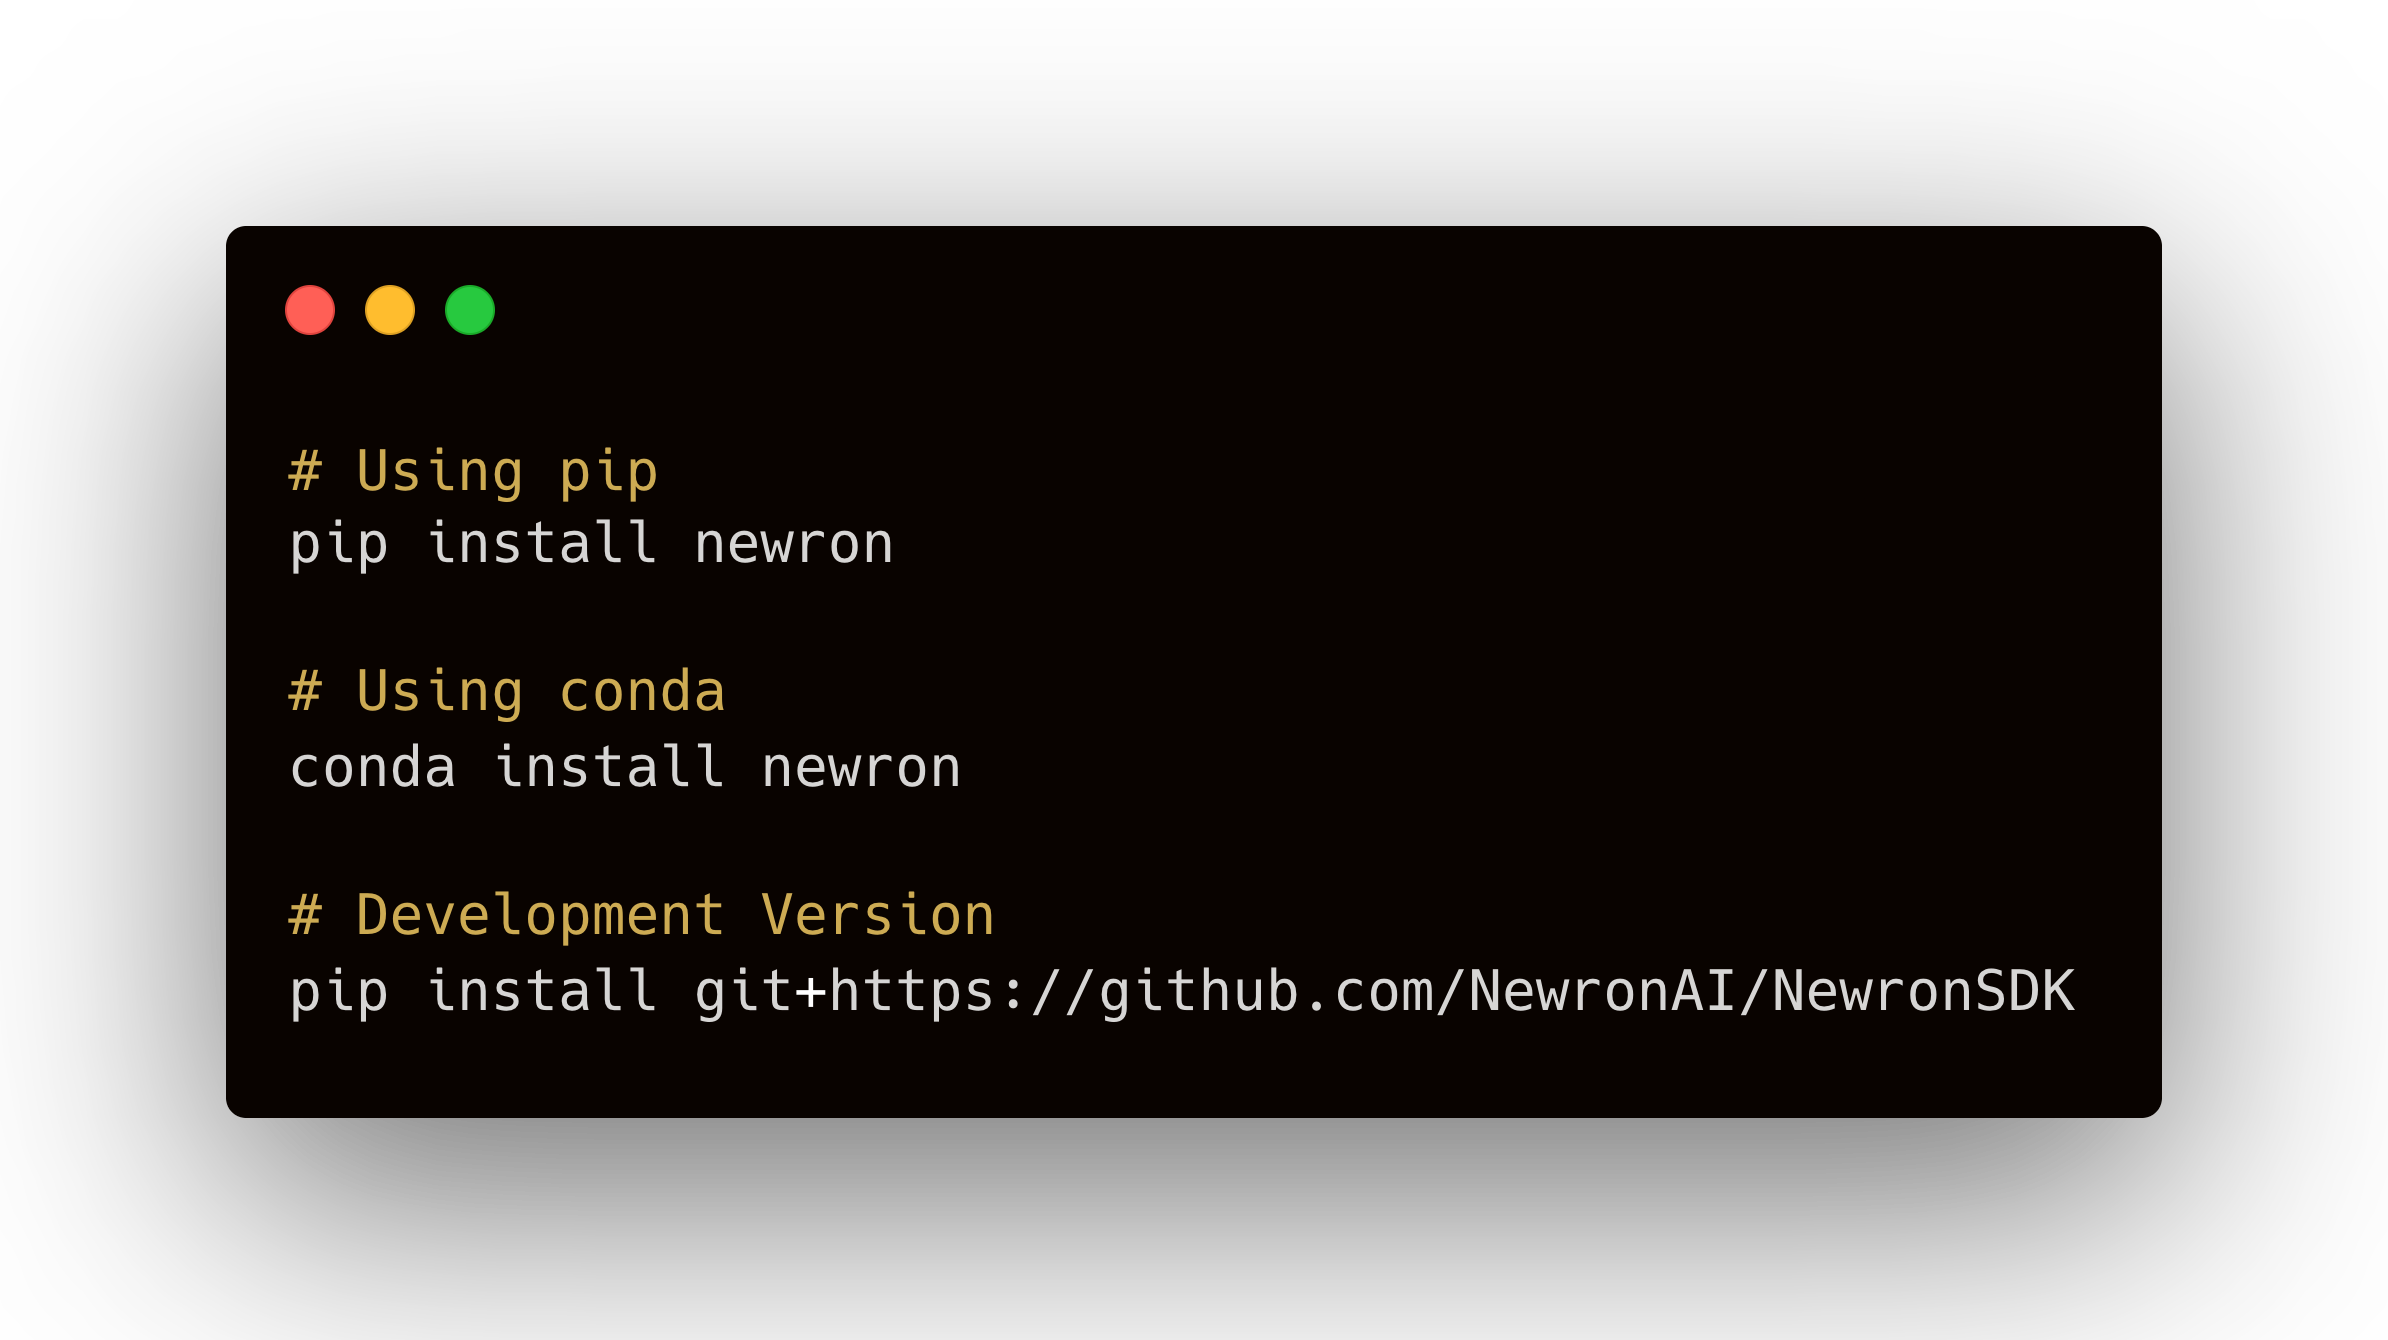 # Using pip
pip install newron
# Using conda
conda install newron
# Development Version
pip install git+https://github.com/NewronAI/NewronSDK